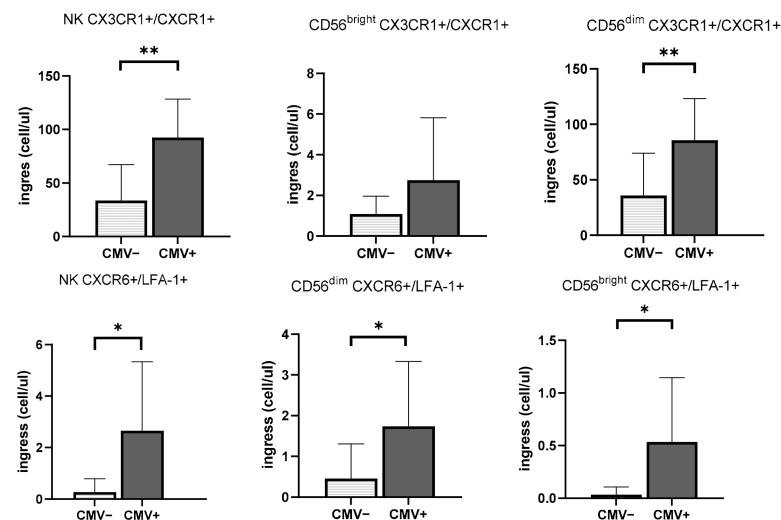 NK CX3CR1+/CXCR1+
**
150
100
50
0
ingres (cell/ul)
CMV− CMV+
CD56bright CX3CR1+/CXCR1+
8
6
4
2
0
ingres (cell/ul)
CMV− CMV+
CD56dim CX3CR1+/CXCR1+
**
150
100
50
0
ingres (cell/ul)
CMV− CMV+
NK CXCR6+/LFA-1+
*
6
4
2
0
ingress (cell/ul)
CMV− CMV+
CD56dim CXCR6+/LFA-1+
*
4
3
2
1
0
ingress (cell/ul)
CMV− CMV+
CD56bright CXCR6+/LFA-1+
*
1.5
1.0
0.5
0.0
ingress (cell/ul)
CMV− CMV+